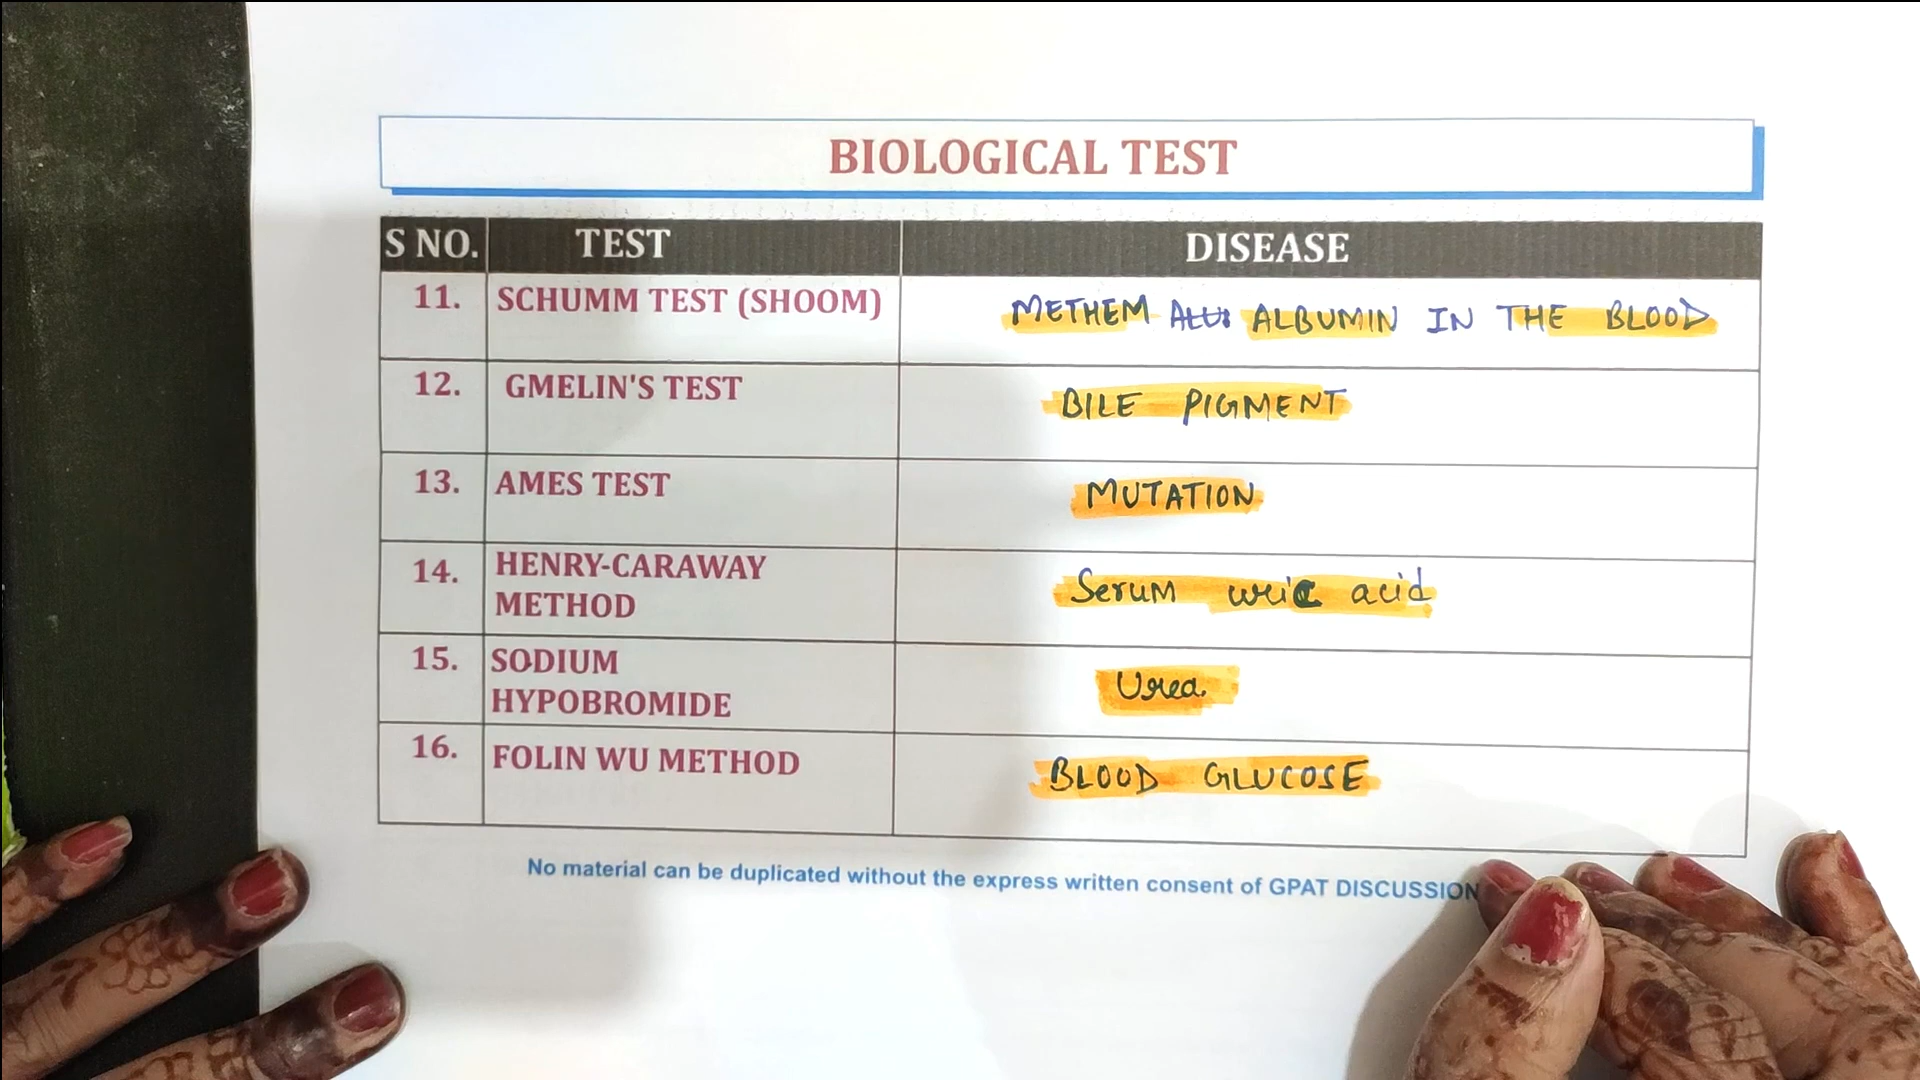 BIOLOGICAL TEST
S NO. TEST DISEASE
11. SCHUMM TEST (SHOOM) METHEM ALBUMIN IN THE BLOOD
12. GMELIN'S TEST BILE PIGMENT
13. AMES TEST MUTATION
14. HENRY-CARAWAY
METHOD Serum uric acid
15. SODIUM
HYPOBROMIDE Urea.
16. FOLIN WU METHOD BLOOD GLUCOSE
No material can be duplicated without the express written consent of GPAT DISCUSSION